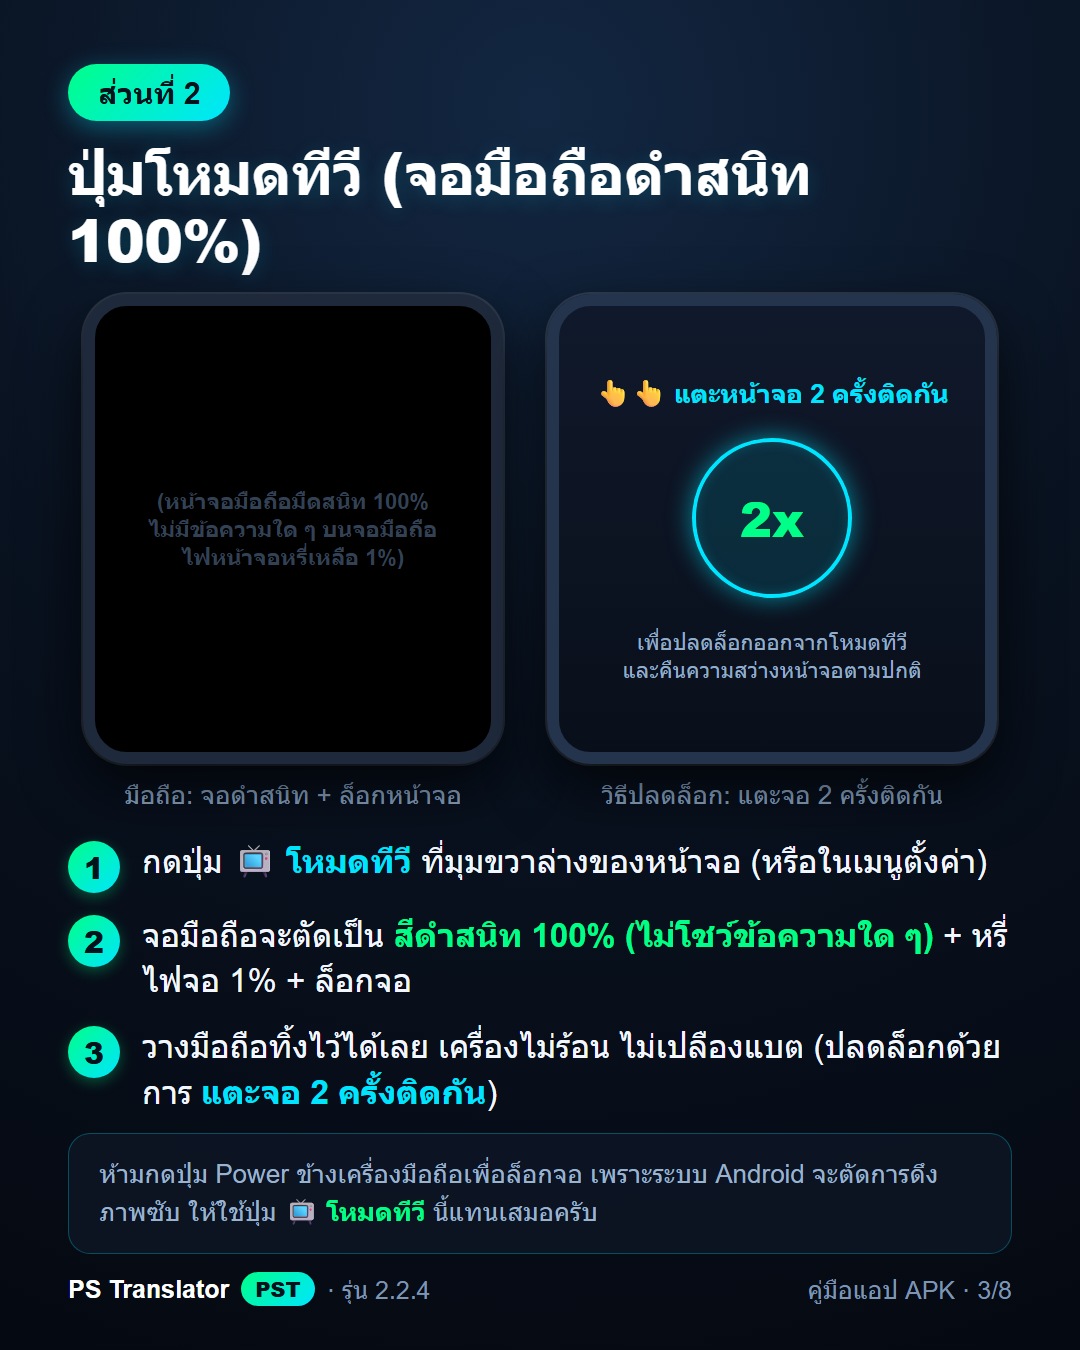 ส่วนที่ 2
ปุ่มโหมดทีวี (จอมือถือดำสนิท
100%)
(หน้าจอมือถือมืดสนิท 100%
ไม่มีข้อความใด ๆ บนจอมือถือ
ไฟหน้าจอหรี่เหลือ 1%)
👆👆 แตะหน้าจอ 2 ครั้งติดกัน
2x
เพื่อปลดล็อกออกจากโหมดทีวี
และคืนความสว่างหน้าจอตามปกติ
มือถือ: จอดำสนิท + ล็อกหน้าจอ
วิธีปลดล็อก: แตะจอ 2 ครั้งติดกัน
1 กดปุ่ม 📺 โหมดทีวี ที่มุมขวาล่างของหน้าจอ (หรือในเมนูตั้งค่า)
2 จอมือถือจะตัดเป็น สีดำสนิท 100% (ไม่โชว์ข้อความใด ๆ) + หรี่
ไฟจอ 1% + ล็อกจอ
3 วางมือถือทิ้งไว้ได้เลย เครื่องไม่ร้อน ไม่เปลืองแบต (ปลดล็อกด้วย
การ แตะจอ 2 ครั้งติดกัน)
ห้ามกดปุ่ม Power ข้างเครื่องมือถือเพื่อล็อกจอ เพราะระบบ Android จะตัดการดึง
ภาพซับ ให้ใช้ปุ่ม 📺 โหมดทีวี นี้แทนเสมอครับ
PS Translator PST · รุ่น 2.2.4
คู่มือแอป APK · 3/8